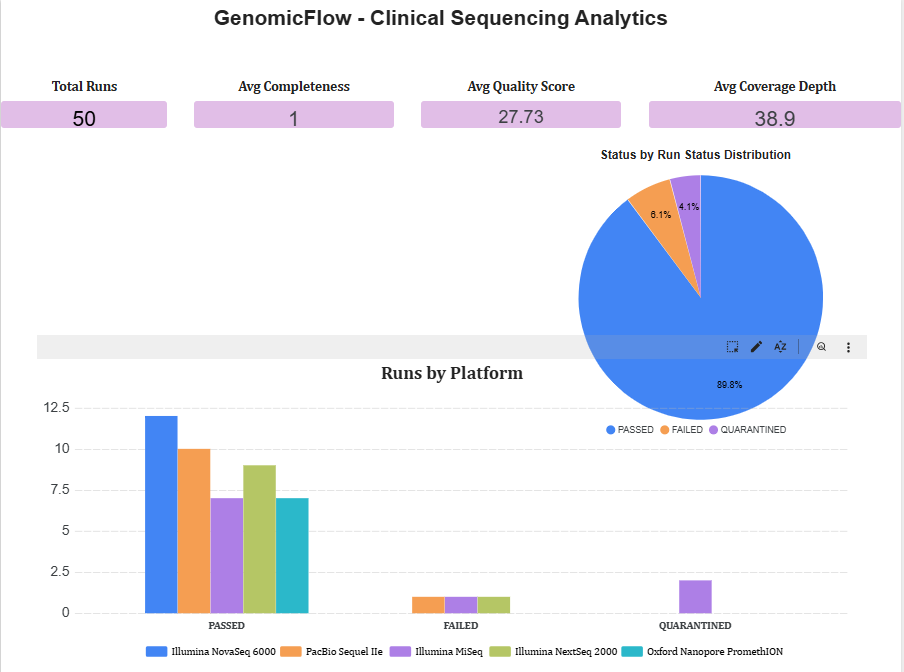 GenomicFlow - Clinical Sequencing Analytics
Total Runs
50
Avg Completeness
1
Avg Quality Score
27.73
Avg Coverage Depth
38.9
Status by Run Status Distribution
6.1%
4.1%
89.8%
PASSED FAILED QUARANTINED
AZ
Runs by Platform
12.5
10
7.5
5
2.5
0
PASSED FAILED QUARANTINED
Illumina NovaSeq 6000 PacBio Sequel IIe Illumina MiSeq Illumina NextSeq 2000 Oxford Nanopore PromethION